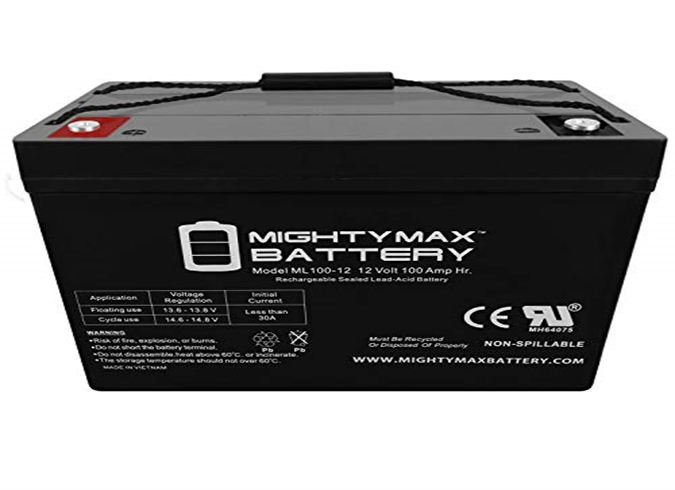 MIGHTYMAX™
BATTERY
Model ML100-12 12 Volt 100 Amp Hr.
Rechargeable Sealed Lead-Acid Battery
Application Voltage Regulation Initial Current
Floating use 13.6 - 13.8 V Less than 30A
Cycle use 14.6 - 14.8 V
WARNING
•Risk of fire, explosion, or burns.
•Do not short the battery terminal.
•Do not disassemble,heat above 60°C. or incinerate.
•The storage temperature should not over 60°C.
MADE IN VIETNAM
Pb Pb
Must Be Recycled
Or Disposed Of Properly
CE RU
MH64075
NON-SPILLABLE
WWW.MIGHTYMAXBATTERY.COM